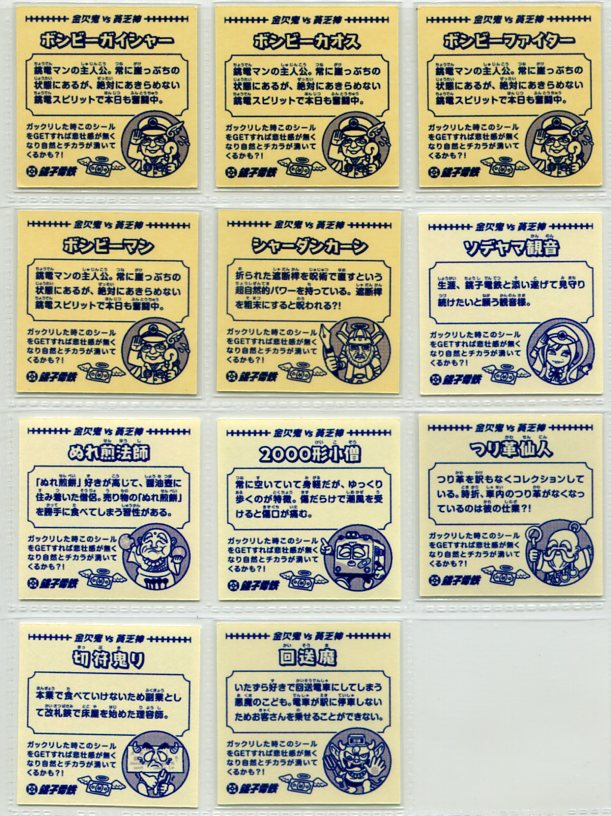 金欠鬼 VS 貧乏神
ボンビーガイシャー
銚電マンの主人公。常に崖っぷちの
状態にあるが、絶対にあきらめない
銚電スピリットで本日も奮闘中。
ガックリした時このシール
をGETすれば悲壮感が無く
なり自然とチカラが湧いて
くるかも?!
銚子電鉄
金欠鬼 VS 貧乏神
ボンビーカオス
銚電マンの主人公。常に崖っぷちの
状態にあるが、絶対にあきらめない
銚電スピリットで本日も奮闘中。
ガックリした時このシール
をGETすれば悲壮感が無く
なり自然とチカラが湧いて
くるかも?!
銚子電鉄
金欠鬼 VS 貧乏神
ボンビーファイター
銚電マンの主人公。常に崖っぷちの
状態にあるが、絶対にあきらめない
銚電スピリットで本日も奮闘中。
ガックリした時このシール
をGETすれば悲壮感が無く
なり自然とチカラが湧いて
くるかも?!
銚子電鉄
金欠鬼 VS 貧乏神
ボンビーマン
銚電マンの主人公。常に崖っぷちの
状態にあるが、絶対にあきらめない
銚電スピリットで本日も奮闘中。
ガックリした時このシール
をGETすれば悲壮感が無く
なり自然とチカラが湧いて
くるかも?!
銚子電鉄
金欠鬼 VS 貧乏神
シャーダンカーン
折られた遮断桿を呪術で直すという
超自然的パワーを持っている。遮断桿
を粗末にすると呪われる?!
ガックリした時このシール
をGETすれば悲壮感が無く
なり自然とチカラが湧いて
くるかも?!
銚子電鉄
金欠鬼 VS 貧乏神
ソデヤマ観音
生涯、銚子電鉄と添い遂げて見守り
続けたいと願う観音様。
ガックリした時このシール
をGETすれば悲壮感が無く
なり自然とチカラが湧いて
くるかも?!
銚子電鉄
金欠鬼 VS 貧乏神
ぬれ煎法師
「ぬれ煎餅」好きが高じて、醤油壺に
住み着いた僧侶。売り物の「ぬれ煎餅」
を勝手に食べてしまう習性がある。
ガックリした時このシール
をGETすれば悲壮感が無く
なり自然とチカラが湧いて
くるかも?!
銚子電鉄
金欠鬼 VS 貧乏神
2000形小僧
常に空いていて身軽だが、ゆっくり
歩くのが特徴。傷だらけで潮風を受
けると傷口が痛む。
ガックリした時このシール
をGETすれば悲壮感が無く
なり自然とチカラが湧いて
くるかも?!
銚子電鉄
金欠鬼 VS 貧乏神
つり革仙人
つり革を訳もなくコレクションして
いる。時折、車内のつり革がなくなっ
ているのは彼の仕業?!
ガックリした時このシール
をGETすれば悲壮感が無く
なり自然とチカラが湧いて
くるかも?!
銚子電鉄
金欠鬼 VS 貧乏神
切符鬼り
本業で食べていけないため副業とし
て改札鋏で床屋を始めた理容師。
ガックリした時このシール
をGETすれば悲壮感が無く
なり自然とチカラが湧いて
くるかも?!
銚子電鉄
金欠鬼 VS 貧乏神
回送魔
いたずら好きで回送電車にしてしまう
悪魔のこども。電車が駅に停車しない
ためお客さんを乗せることができない。
ガックリした時このシール
をGETすれば悲壮感が無く
なり自然とチカラが湧いて
くるかも?!
銚子電鉄